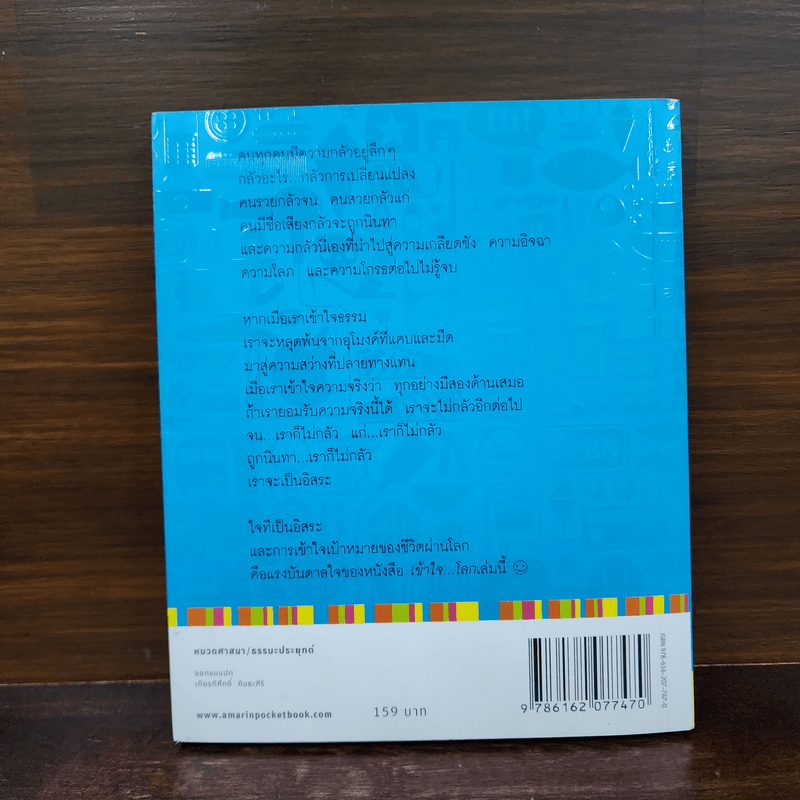 คนทุกคนมีความกลัวอยู่ลึกๆ
กลัวอะไร...กลัวการเปลี่ยนแปลง
คนรวยกลัวจน คนสวยกลัวแก่
คนมีชื่อเสียงกลัวจะถูกนินทา
และความกลัวนี่เองที่นำไปสู่ความเกลียดชัง ความอิจฉา
ความโลภ และความโกรธต่อไปไม่รู้จบ
หากเมื่อเราเข้าใจธรรม
เราจะหลุดพ้นจากอุโมงค์ที่แคบและมืด
มาสู่ความสว่างที่ปลายทางแทน
เมื่อเราเข้าใจความจริงว่า ทุกอย่างมีสองด้านเสมอ
ถ้าเรายอมรับความจริงนี้ได้ เราจะไม่กลัวอีกต่อไป
จน...เราก็ไม่กลัว แก่...เราก็ไม่กลัว
ถูกนินทา...เราก็ไม่กลัว
เราจะเป็นอิสระ
ใจที่เป็นอิสระ
และการเข้าใจเป้าหมายของชีวิตผ่านโลก
คือแรงบันดาลใจของหนังสือ เข้าใจ...โลกเล่มนี้ ☺
หมวดศาสนา/ธรรมะประยุกต์
ออกแบบปก
เกียรติศักดิ์
www.amarinpocketbook.com
159 บาท
ISBN 978-616-207-747-0
9 786162 077470